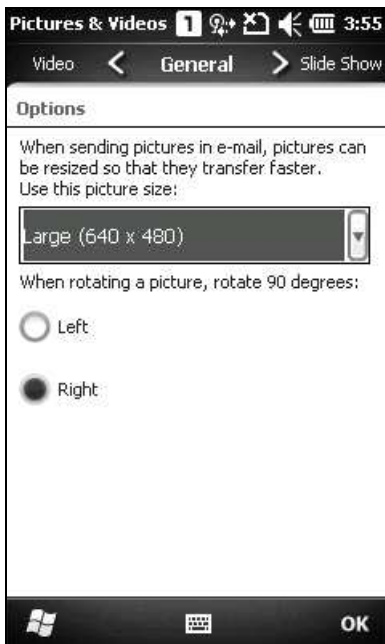 Pictures & Videos 1 3:55
Video General Slide Show
Options
When sending pictures in e-mail, pictures can
be resized so that they transfer faster.
Use this picture size:
Large (640 x 480)
When rotating a picture, rotate 90 degrees:
Left
Right
OK